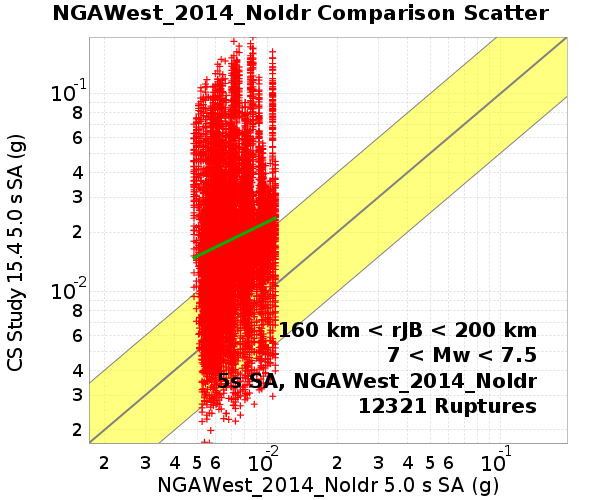 NGAWest_2014_NoIdr Comparison Scatter
CS Study 15.4 5.0 s SA (g)
10-1
8
6
4
3
2
10-2
8
6
4
3
2
160 km < rJB < 200 km
7 < Mw < 7.5
5s SA, NGAWest_2014_NoIdr
12321 Ruptures
2 3 4 5 6 10-2 2 3 4 5 6 10-1
NGAWest_2014_NoIdr 5.0 s SA (g)